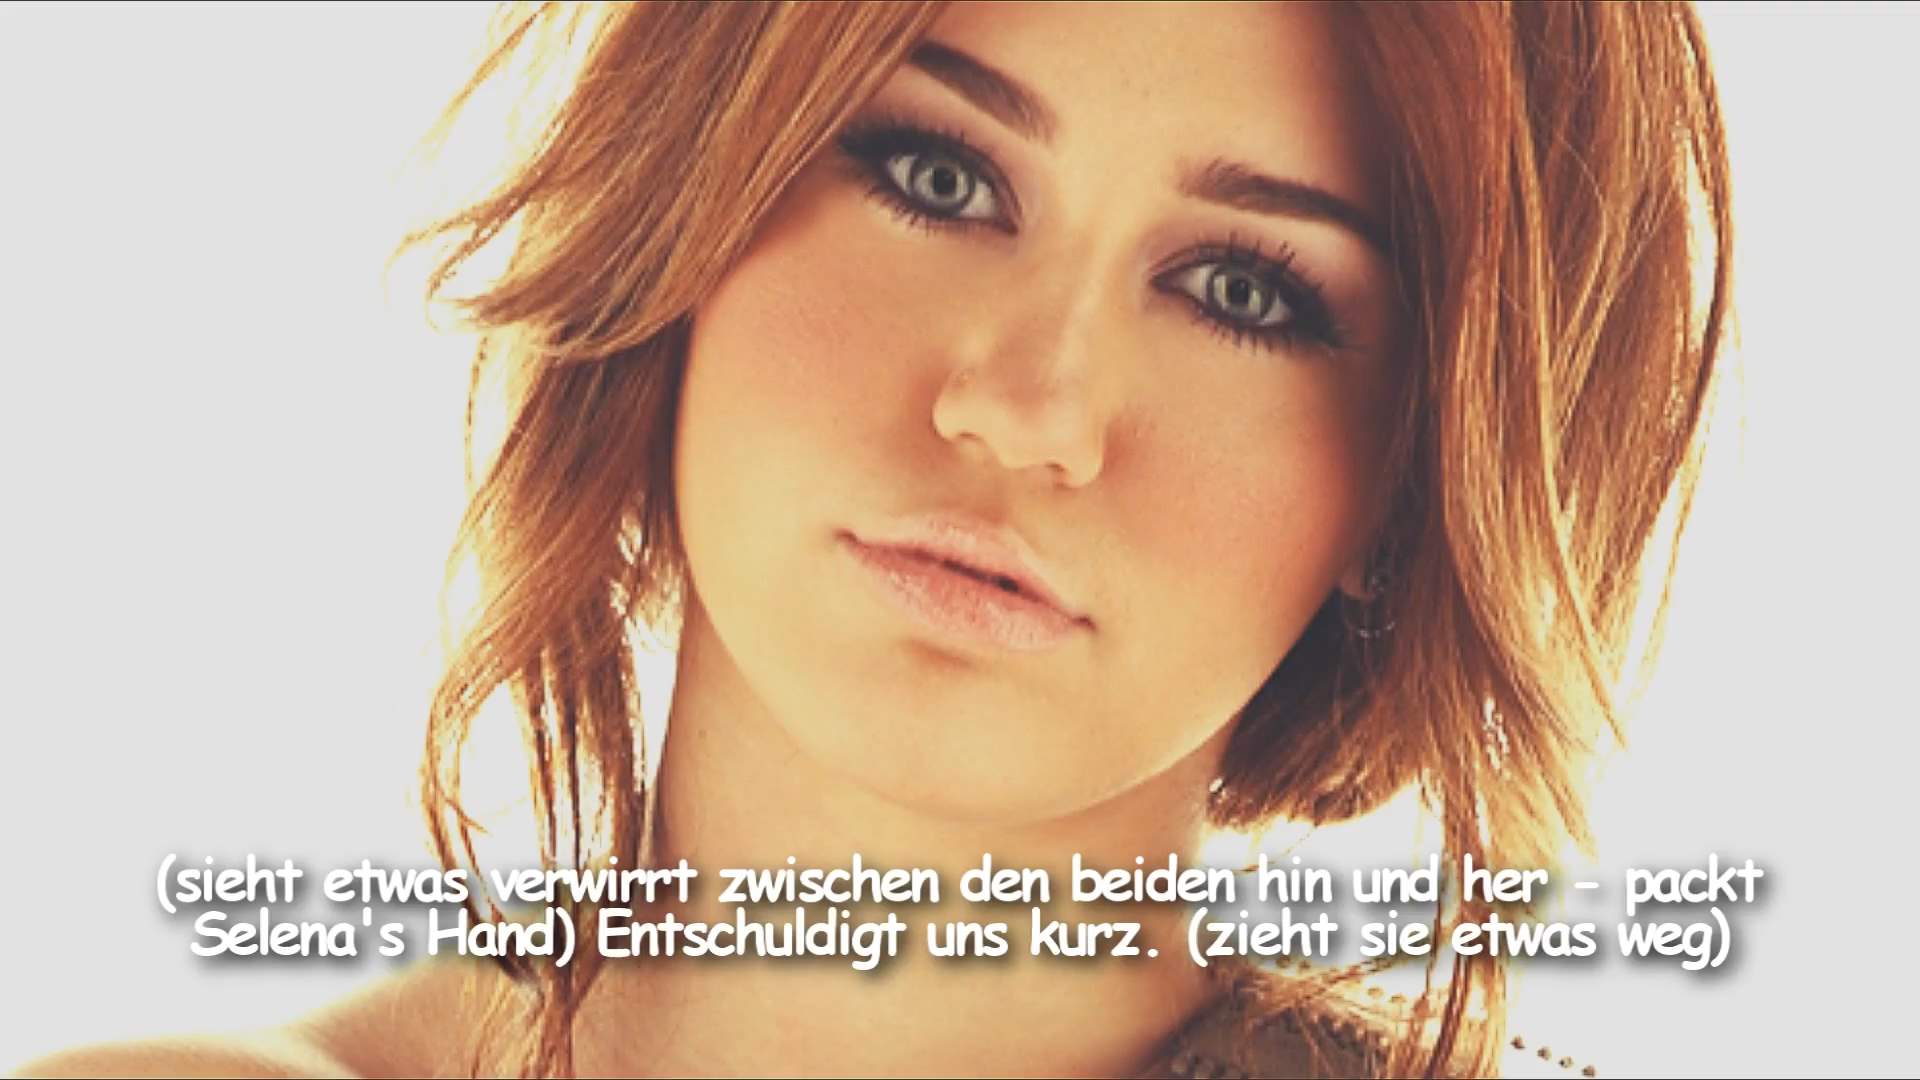 (sieht etwas verwirrt zwischen den beiden hin und her - packt
Selena's Hand) Entschuldigt uns kurz. (zieht sie etwas weg)